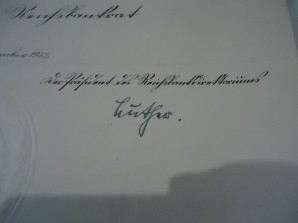 Reichsbankrat
Der Präsident des Reichsbankdirektoriums
Luther.